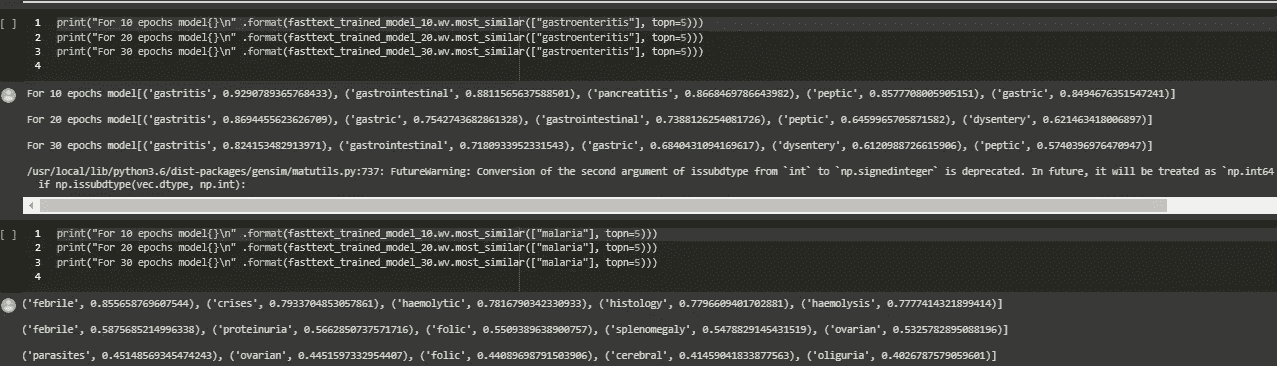 [ ] 1 print("For 10 epochs model{}\n" .format(fasttext_trained_model_10.wv.most_similar(["gastroenteritis"], topn=5)))
2 print("For 20 epochs model{}\n" .format(fasttext_trained_model_20.wv.most_similar(["gastroenteritis"], topn=5)))
3 print("For 30 epochs model{}\n" .format(fasttext_trained_model_30.wv.most_similar(["gastroenteritis"], topn=5)))
4
For 10 epochs model[('gastritis', 0.9290789365768433), ('gastrointestinal', 0.8811565637588501), ('pancreatitis', 0.8668469786643982), ('peptic', 0.8577708005905151), ('gastric', 0.8494676351547241)]
For 20 epochs model[('gastritis', 0.8694455623626709), ('gastric', 0.7542743682861328), ('gastrointestinal', 0.7388126254081726), ('peptic', 0.6459965705871582), ('dysentery', 0.621463418006897)]
For 30 epochs model[('gastritis', 0.824153482913971), ('gastrointestinal', 0.7180933952331543), ('gastric', 0.6840431094169617), ('dysentery', 0.6120988726615906), ('peptic', 0.5740396976470947)]
/usr/local/lib/python3.6/dist-packages/gensim/matutils.py:737: FutureWarning: Conversion of the second argument of issubdtype from `int` to `np.signedinteger` is deprecated. In future, it will be treated as `np.int64
if np.issubdtype(vec.dtype, np.int):
[ ] 1 print("For 10 epochs model{}\n" .format(fasttext_trained_model_10.wv.most_similar(["malaria"], topn=5)))
2 print("For 20 epochs model{}\n" .format(fasttext_trained_model_20.wv.most_similar(["malaria"], topn=5)))
3 print("For 30 epochs model{}\n" .format(fasttext_trained_model_30.wv.most_similar(["malaria"], topn=5)))
4
('febrile', 0.855658769607544), ('crises', 0.7933704853057861), ('haemolytic', 0.7816790342330933), ('histology', 0.7796609401702881), ('haemolysis', 0.7777414321899414)]
('febrile', 0.5875685214996338), ('proteinuria', 0.5662850737571716), ('folic', 0.5509389638900757), ('splenomegaly', 0.5478829145431519), ('ovarian', 0.5325782895088196)]
('parasites', 0.45148569345474243), ('ovarian', 0.4451597332954407), ('folic', 0.44089698791503906), ('cerebral', 0.41459041833877563), ('oliguria', 0.4026787579059601)]